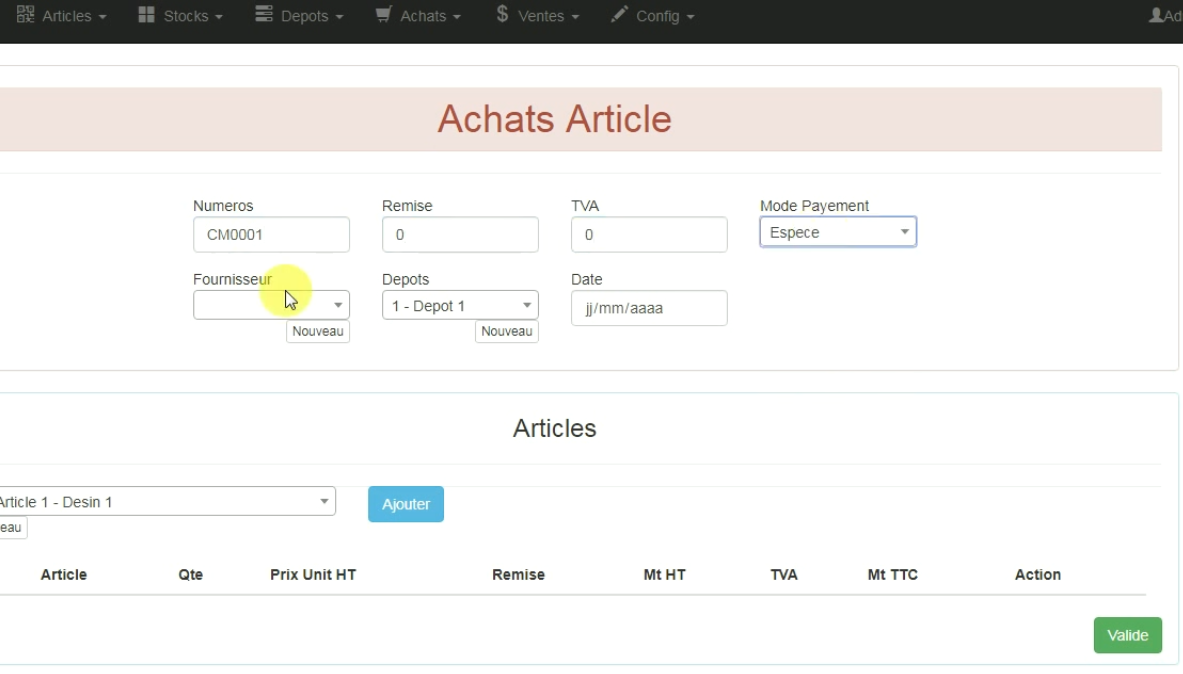 Articles Stocks Depots Achats Ventes Config Ad
Achats Article
Numeros Remise TVA Mode Payement
CM0001 0 0 Espece
Fournisseur Depots Date
1 - Depot 1 jj/mm/aaaa
Nouveau Nouveau
Articles
Article 1 - Desin 1 Ajouter
eau
Article Qte Prix Unit HT Remise Mt HT TVA Mt TTC Action
Valide